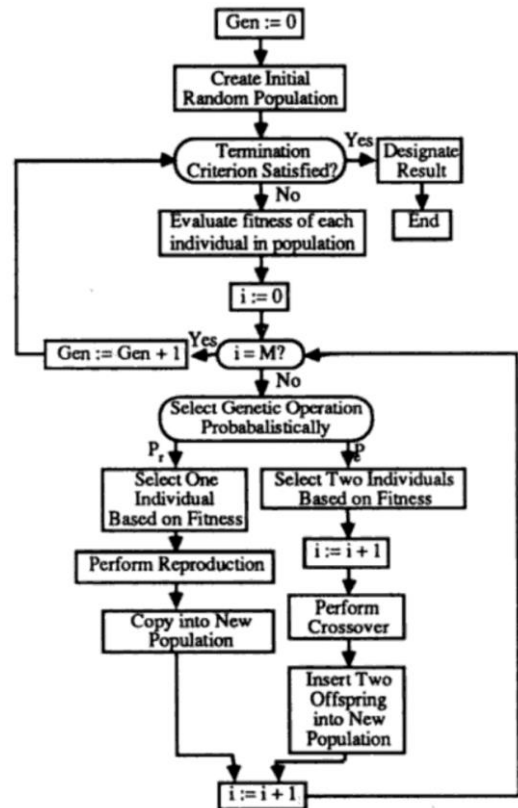 Gen := 0
Create Initial
Random Population
Termination
Criterion Satisfied?
Yes
Designate
Result
End
No
Evaluate fitness of each
individual in population
i := 0
i = M?
Yes
Gen := Gen + 1
No
Select Genetic Operation
Probabalistically
P_r
P_c
Select One
Individual
Based on Fitness
Perform Reproduction
Copy into New
Population
Select Two Individuals
Based on Fitness
i := i + 1
Perform
Crossover
Insert Two
Offspring
into New
Population
i := i + 1